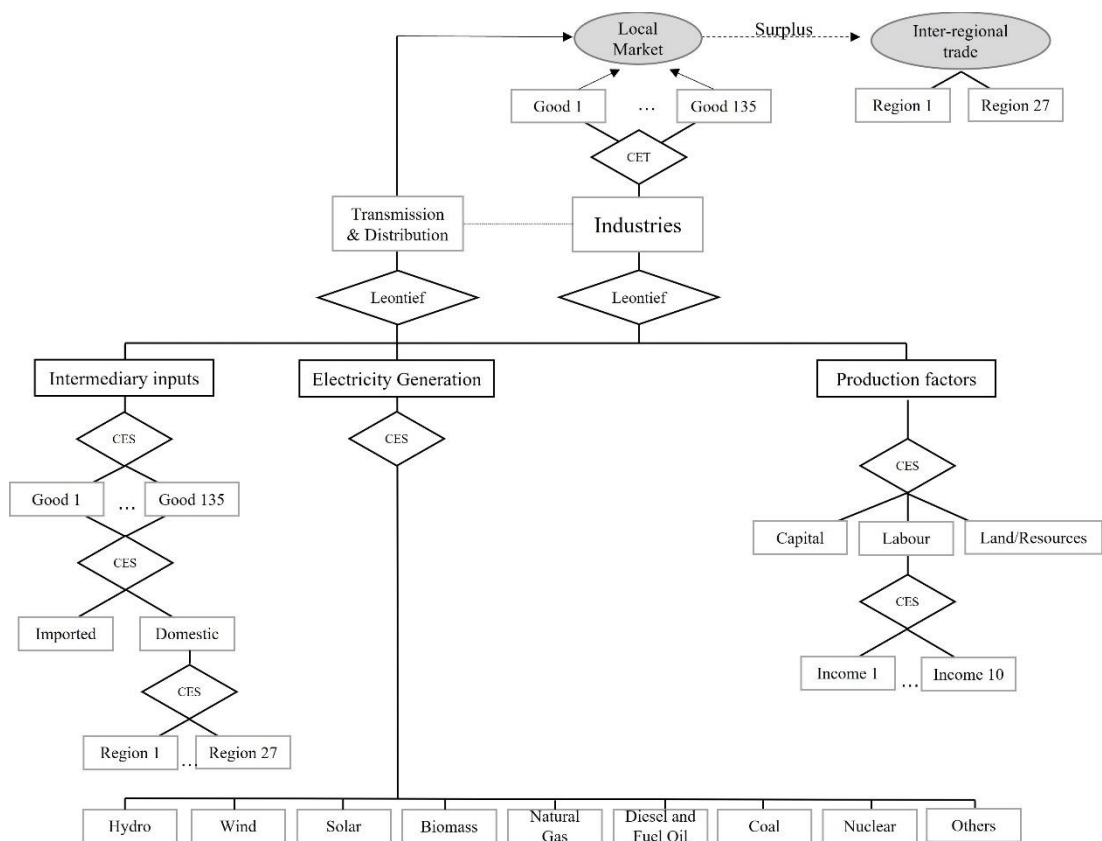 Local
Market
Surplus
Inter-regional
trade
Good 1
...
Good 135
Region 1
Region 27
CET
Transmission
& Distribution
Industries
Leontief
Leontief
Intermediary inputs
Electricity Generation
Production factors
CES
CES
CES
Good 1
...
Good 135
Capital
Labour
Land/Resources
CES
CES
Imported
Domestic
Income 1
...
Income 10
CES
Region 1
...
Region 27
Hydro
Wind
Solar
Biomass
Natural
Gas
Diesel and
Fuel Oil
Coal
Nuclear
Others